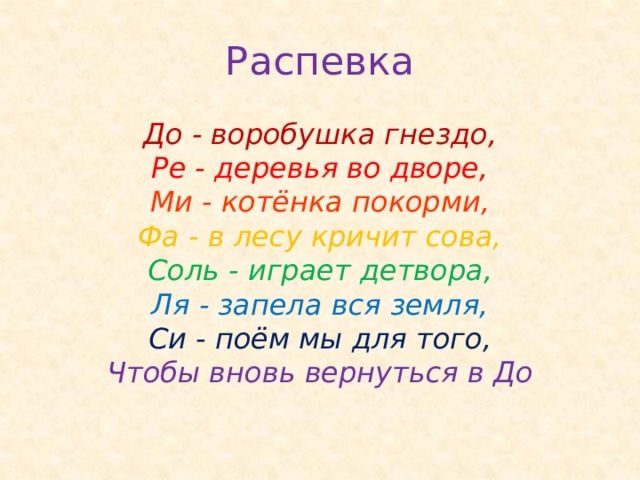 Распевка
До - воробушка гнездо,
Ре - деревья во дворе,
Ми - котёнка покорми,
Фа - в лесу кричит сова,
Соль - играет детвора,
Ля - запела вся земля,
Си - поём мы для того,
Чтобы вновь вернуться в До